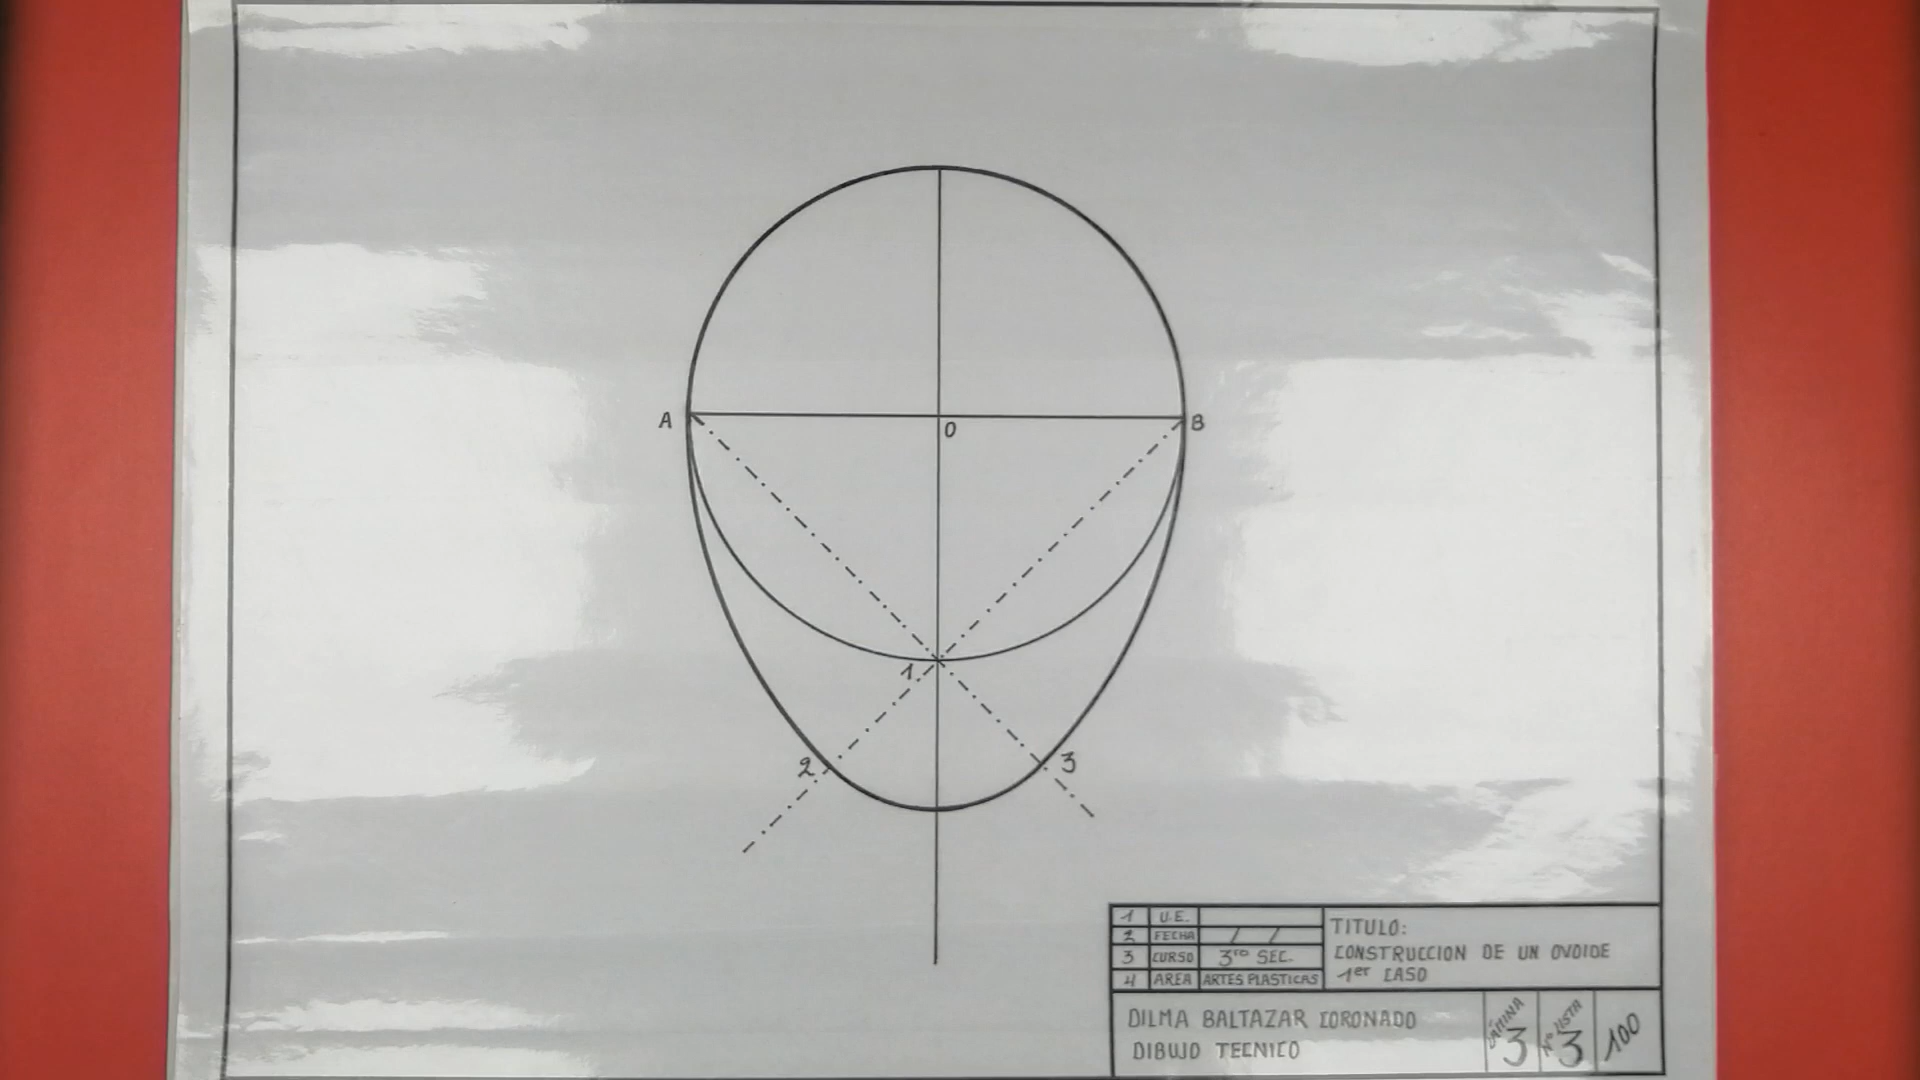 A
B
O
1
2
3
1 U.E.
2 FECHA / /
3 CURSO 3ro SEC.
4 AREA ARTES PLASTICAS
TITULO:
CONSTRUCCION DE UN OVOIDE
1er CASO
DILMA BALTAZAR CORONADO
DIBUJO TECNICO
LÁMINA 3
Nº LISTA 3
100